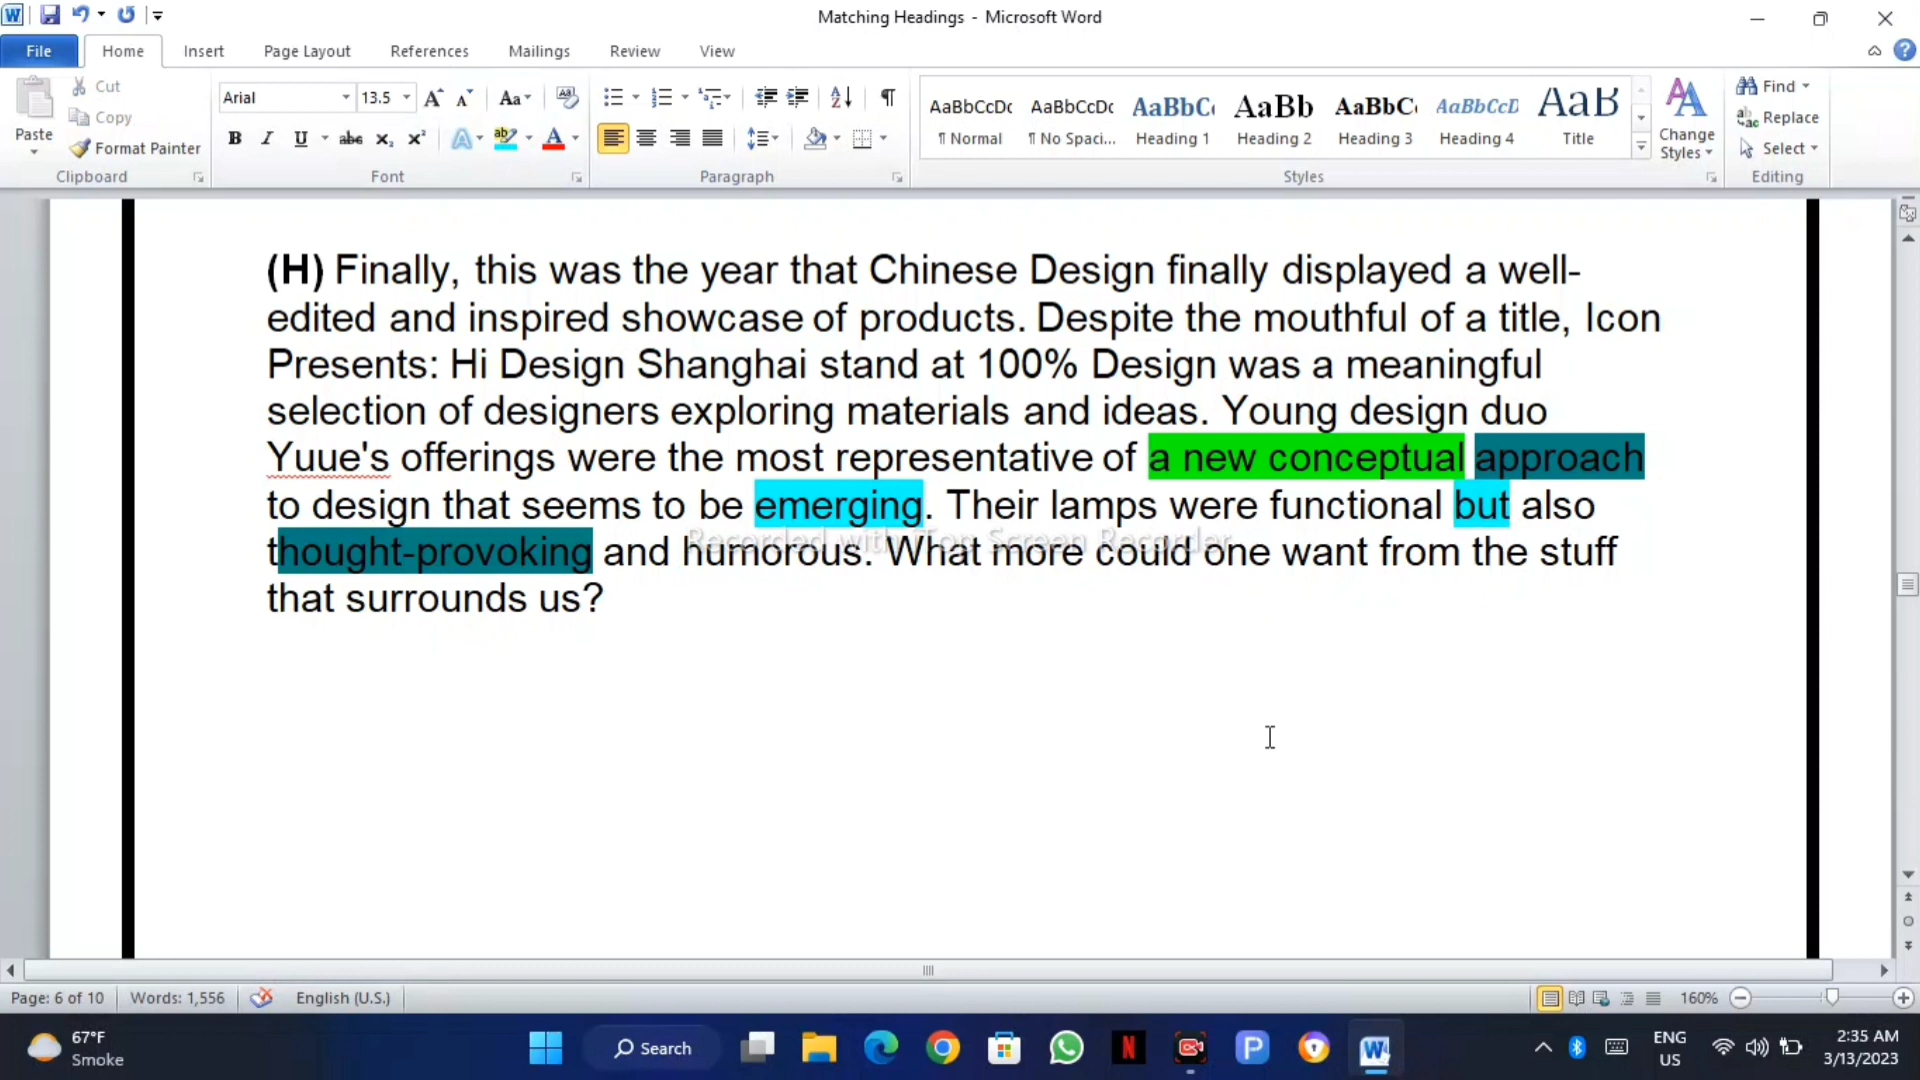 Matching Headings - Microsoft Word
File Home Insert Page Layout References Mailings Review View
Paste
Cut
Copy
Format Painter
Clipboard
Arial 13.5
Font
Paragraph
AaBbCcDc AaBbCcDc AaBbC AaBb AaBbC AaBbCcD AaB
¶ Normal ¶ No Spaci... Heading 1 Heading 2 Heading 3 Heading 4 Title
Change Styles
Styles
Find
Replace
Select
Editing
(H) Finally, this was the year that Chinese Design finally displayed a well-
edited and inspired showcase of products. Despite the mouthful of a title, Icon
Presents: Hi Design Shanghai stand at 100% Design was a meaningful
selection of designers exploring materials and ideas. Young design duo
Yuue's offerings were the most representative of a new conceptual approach
to design that seems to be emerging. Their lamps were functional but also
thought-provoking and humorous. What more could one want from the stuff
that surrounds us?
Recorded with iTop Screen Recorder
Page: 6 of 10 Words: 1,556 English (U.S.) 160%
67°F
Smoke
Search
ENG
US
2:35 AM
3/13/2023